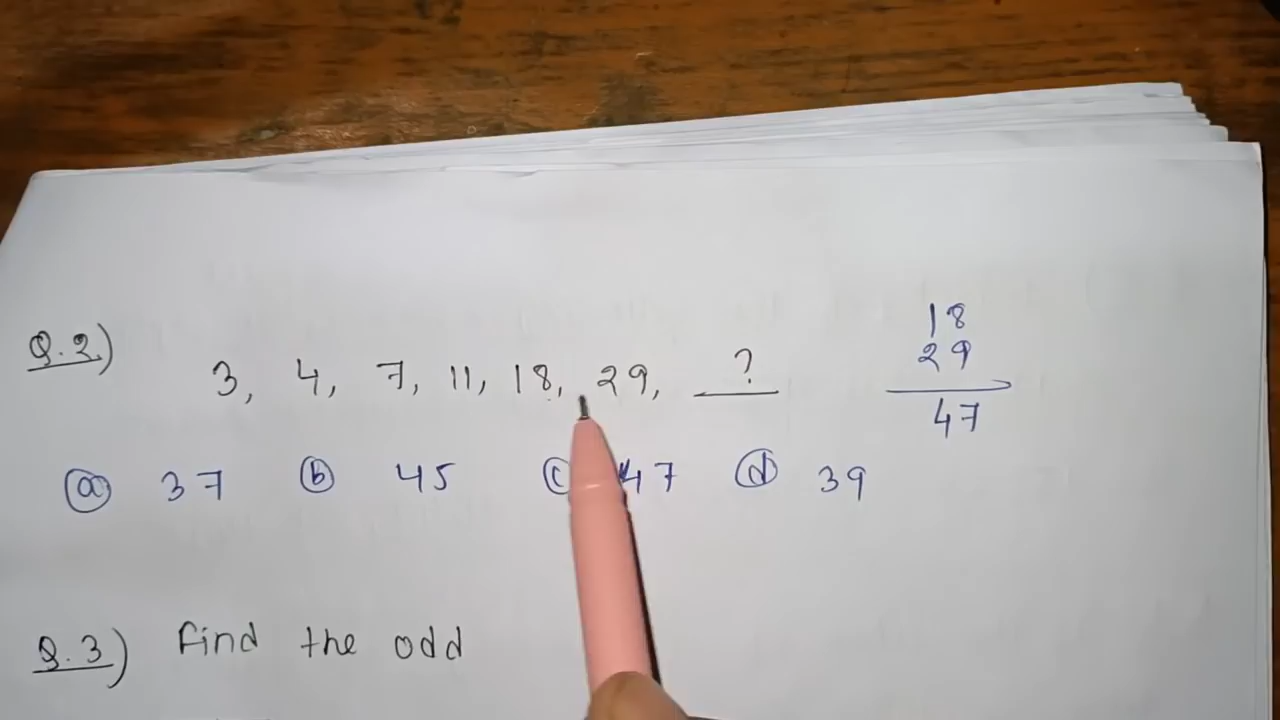 Q.2) 3, 4, 7, 11, 18, 29, ?
18
29
47
(a) 37 (b) 45 (c) 47 (d) 39
Q.3) Find the odd